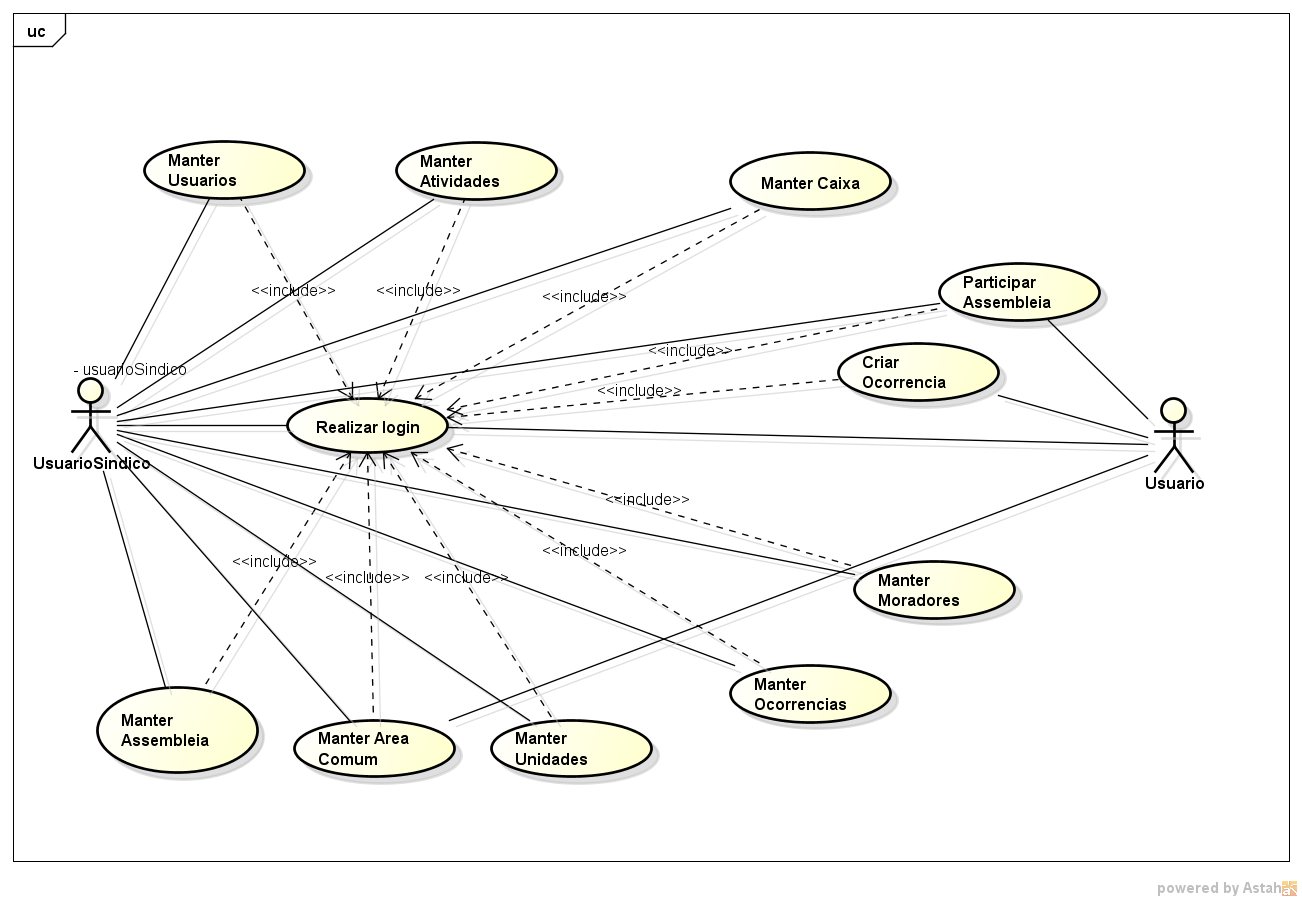 uc
Manter
Usuarios
Manter
Atividades
Manter Caixa
Participar
Assembleia
<<include>>
<<include>>
<<include>>
<<include>>
Criar
Ocorrencia
- usuarioSindico
<<include>>
UsuarioSindico
Realizar login
Usuario
<<include>>
<<include>>
<<include>>
<<include>>
<<include>>
Manter
Moradores
Manter
Ocorrencias
Manter
Assembleia
Manter Area
Comum
Manter
Unidades
powered by Astah